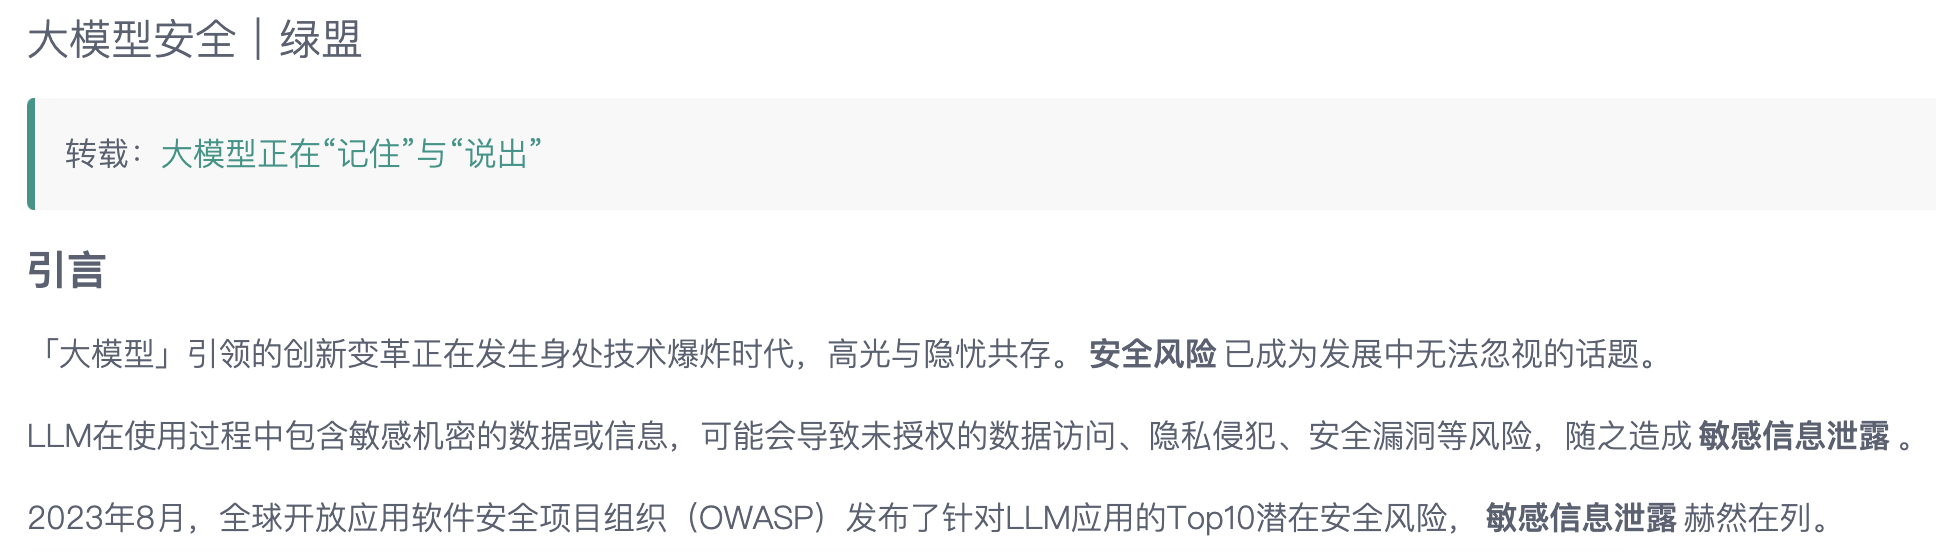 大模型安全｜绿盟
转载：大模型正在“记住”与“说出”
引言
「大模型」引领的创新变革正在发生身处技术爆炸时代，高光与隐忧共存。 安全风险 已成为发展中无法忽视的话题。
LLM在使用过程中包含敏感机密的数据或信息，可能会导致未授权的数据访问、隐私侵犯、安全漏洞等风险，随之造成 敏感信息泄露 。
2023年8月，全球开放应用软件安全项目组织（OWASP）发布了针对LLM应用的Top10潜在安全风险， 敏感信息泄露 赫然在列。